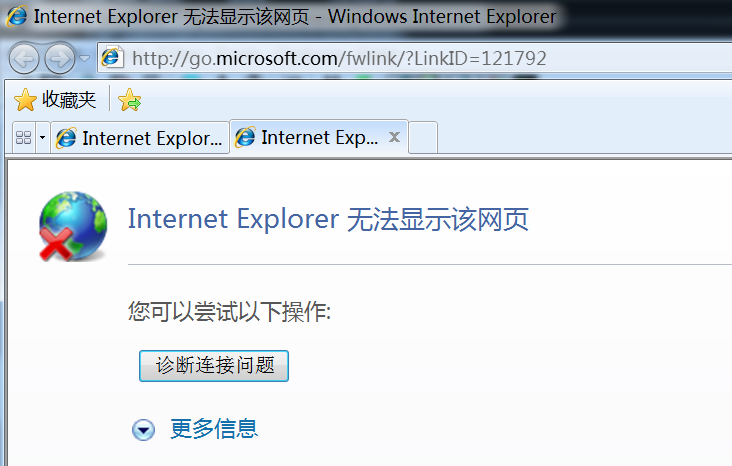 Internet Explorer 无法显示该网页 - Windows Internet Explorer
http://go.microsoft.com/fwlink/?LinkID=121792
收藏夹
Internet Explor... Internet Exp...
Internet Explorer 无法显示该网页
您可以尝试以下操作:
诊断连接问题
更多信息